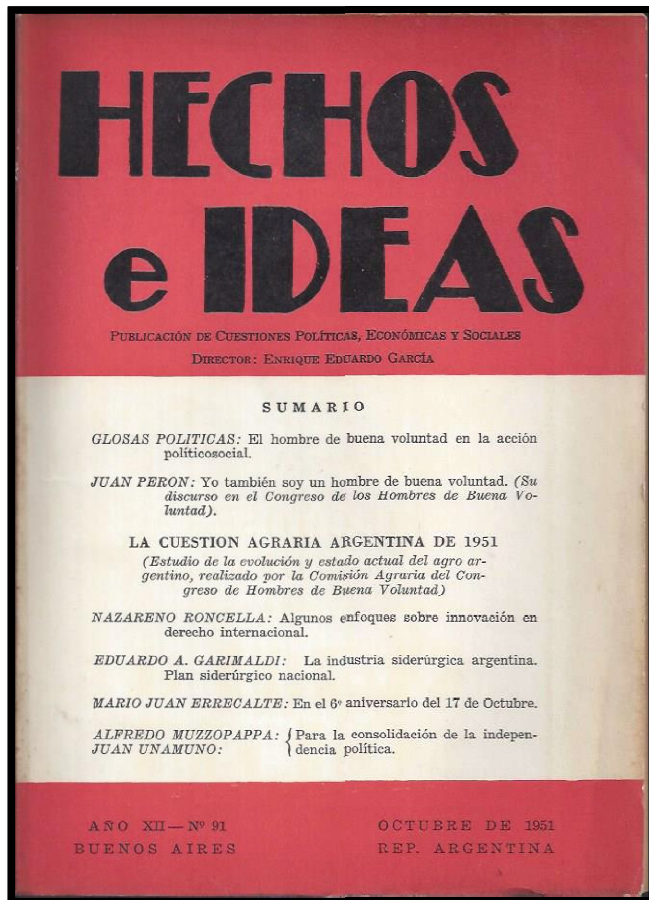 HECHOS
e IDEAS
PUBLICACIÓN DE CUESTIONES POLÍTICAS, ECONÓMICAS Y SOCIALES
DIRECTOR: ENRIQUE EDUARDO GARCÍA
SUMARIO
GLOSAS POLITICAS: El hombre de buena voluntad en la acción
políticosocial.
JUAN PERON: Yo también soy un hombre de buena voluntad. (Su
discurso en el Congreso de los Hombres de Buena Vo-
luntad).
LA CUESTION AGRARIA ARGENTINA DE 1951
(Estudio de la evolución y estado actual del agro ar-
gentino, realizado por la Comisión Agraria del Con-
greso de Hombres de Buena Voluntad)
NAZARENO RONCELLA: Algunos enfoques sobre innovación en
derecho internacional.
EDUARDO A. GARIMALDI: La industria siderúrgica argentina.
Plan siderúrgico nacional.
MARIO JUAN ERRECALTE: En el 6º aniversario del 17 de Octubre.
ALFREDO MUZZOPAPPA: { Para la consolidación de la indepen-
JUAN UNAMUNO: dencia política.
AÑO XII — Nº 91
BUENOS AIRES
OCTUBRE DE 1951
REP. ARGENTINA